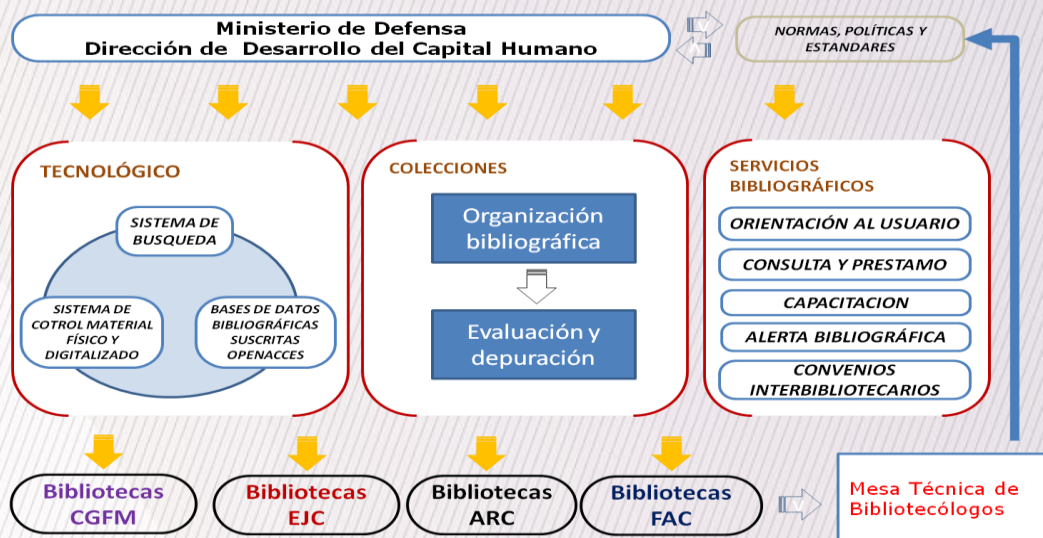 Ministerio de Defensa
Dirección de Desarrollo del Capital Humano
NORMAS, POLÍTICAS Y
ESTANDARES
TECNOLÓGICO
SISTEMA DE
BUSQUEDA
SISTEMA DE
COTROL MATERIAL
FÍSICO Y
DIGITALIZADO
BASES DE DATOS
BIBLIOGRÁFICAS
SUSCRITAS
OPENACCES
COLECCIONES
Organización
bibliográfica
Evaluación y
depuración
SERVICIOS
BIBLIOGRÁFICOS
ORIENTACIÓN AL USUARIO
CONSULTA Y PRESTAMO
CAPACITACION
ALERTA BIBLIOGRÁFICA
CONVENIOS
INTERBIBLIOTECARIOS
Bibliotecas
CGFM
Bibliotecas
EJC
Bibliotecas
ARC
Bibliotecas
FAC
Mesa Técnica de
Bibliotecólogos